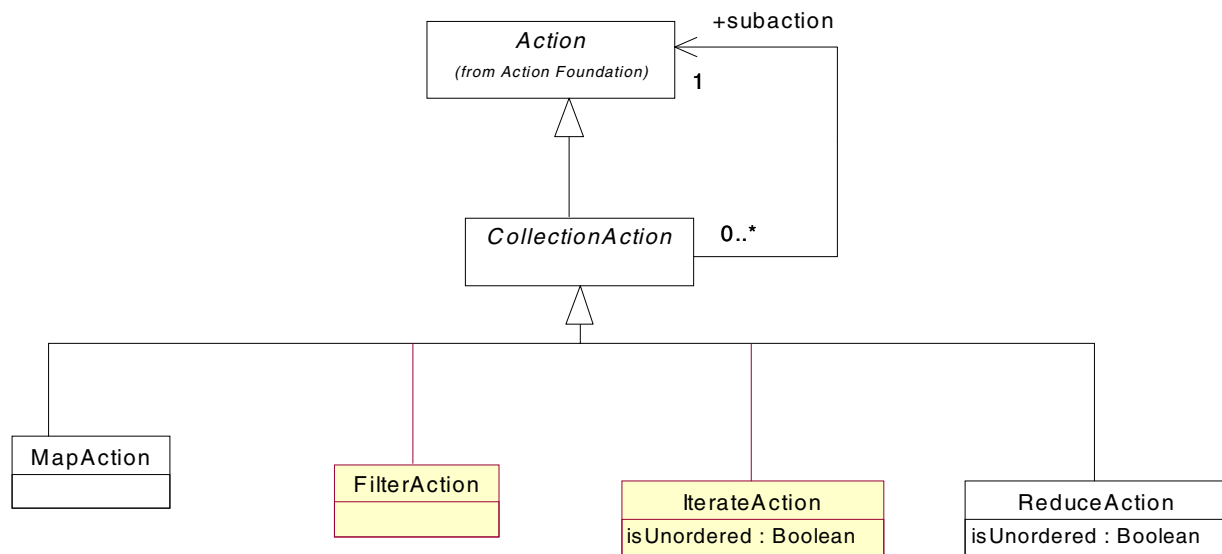 +subaction
Action
(from Action Foundation)
1
CollectionAction
0..*
MapAction
FilterAction
IterateAction
isUnordered : Boolean
ReduceAction
isUnordered : Boolean